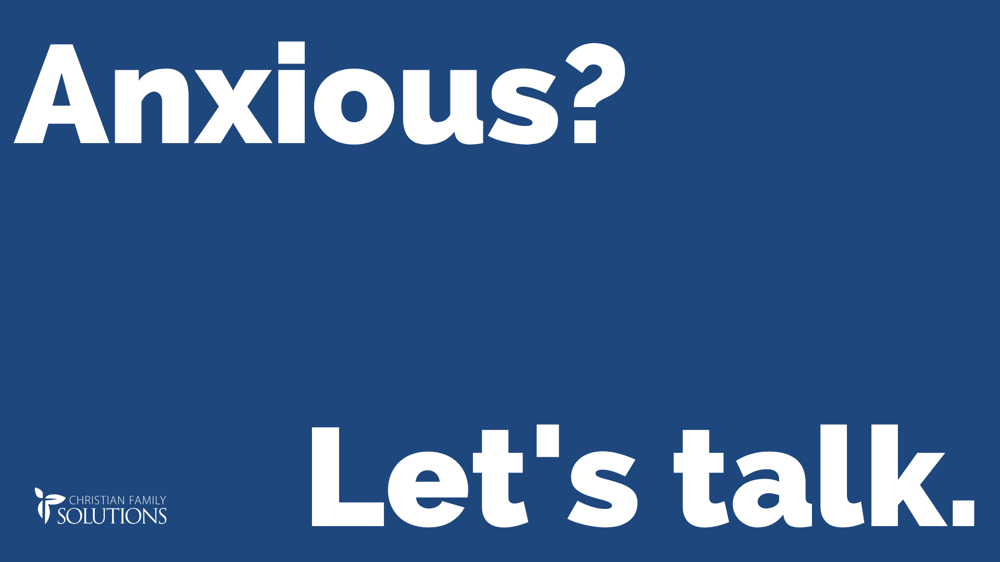 Anxious?
Let's talk.
CHRISTIAN FAMILY
SOLUTIONS